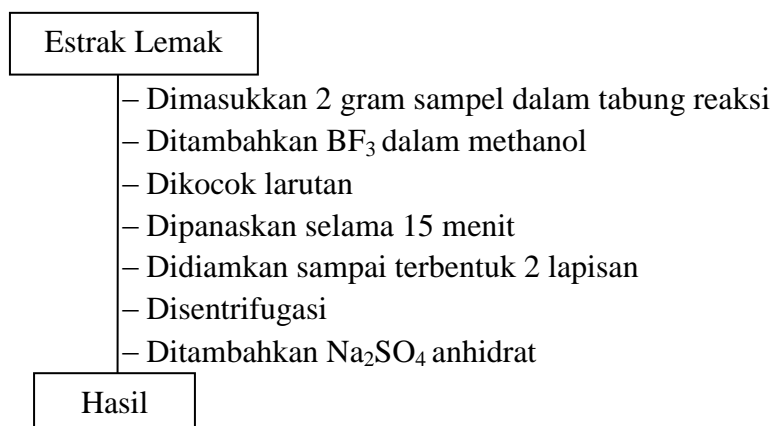 Estrak Lemak
– Dimasukkan 2 gram sampel dalam tabung reaksi
– Ditambahkan BF₃ dalam methanol
– Dikocok larutan
– Dipanaskan selama 15 menit
– Didiamkan sampai terbentuk 2 lapisan
– Disentrifugasi
– Ditambahkan Na₂SO₄ anhidrat
Hasil